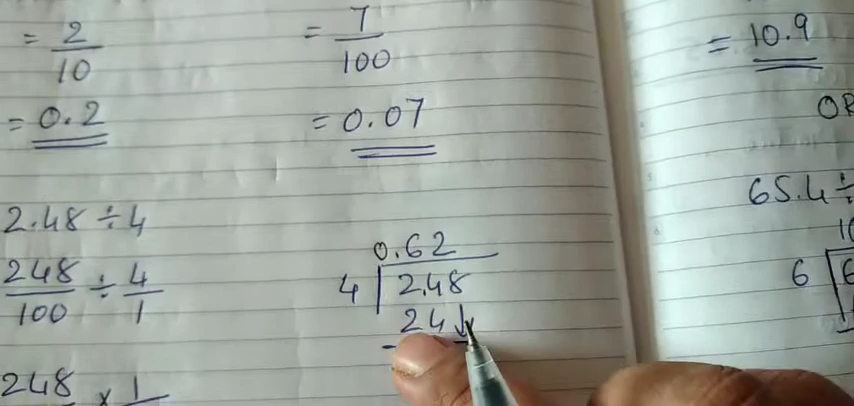 = 2/10
= 0.2
= 7/100
= 0.07
2.48 ÷ 4
248/100 ÷ 4/1
248 × 1
0.62
4 | 2.48
24 ↓
= 10.9
OR
65.4 ÷
10
6